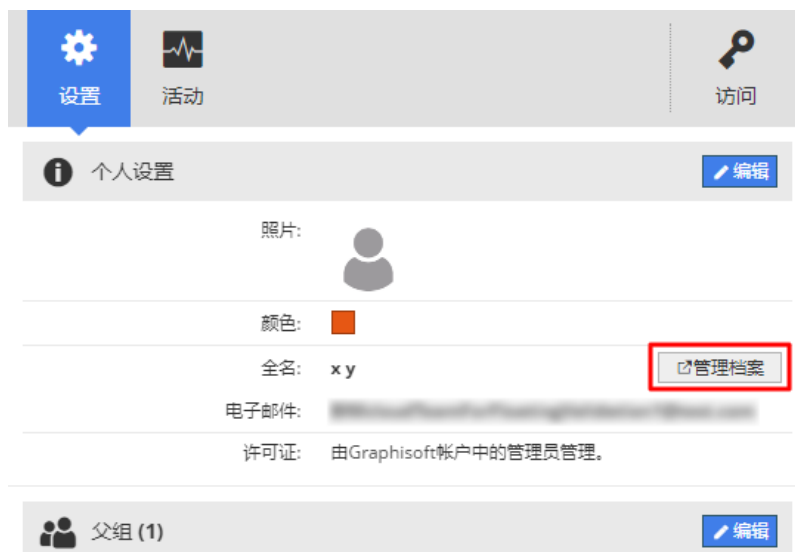 设置
活动
访问
个人设置
编辑
照片:
颜色:
全名: x y
管理档案
电子邮件:
许可证: 由Graphisoft帐户中的管理员管理。
父组 (1)
编辑